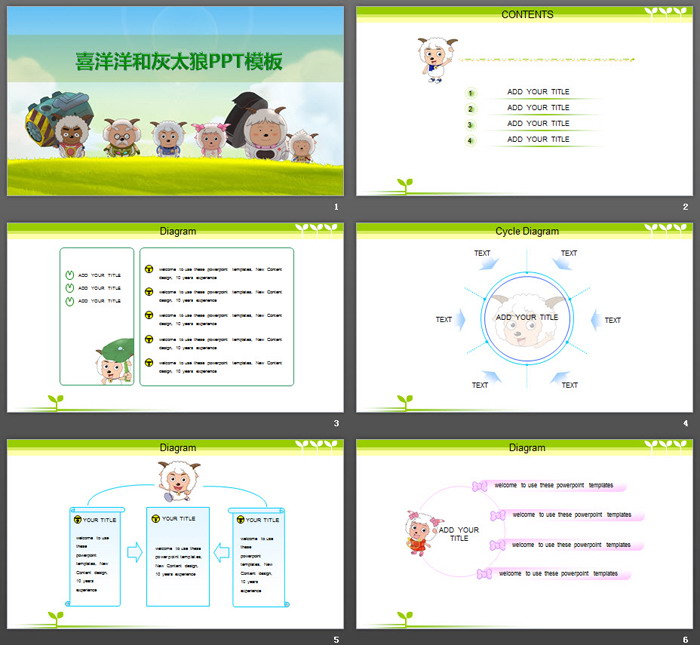 喜洋洋和灰太狼PPT模板
1
CONTENTS
1 ADD YOUR TITLE
2 ADD YOUR TITLE
3 ADD YOUR TITLE
4 ADD YOUR TITLE
2
Diagram
ADD YOUR TITLE
ADD YOUR TITLE
ADD YOUR TITLE
welcome to use these powerpoint templates, New Content
design, 10 years experience
welcome to use these powerpoint templates, New Content
design, 10 years experience
welcome to use these powerpoint templates, New Content
design, 10 years experience
welcome to use these powerpoint templates, New Content
design, 10 years experience
welcome to use these powerpoint templates, New Content
design, 10 years experience
3
Cycle Diagram
TEXT
TEXT
TEXT
ADD YOUR TITLE
TEXT
TEXT
TEXT
4
Diagram
YOUR TITLE
welcome to use
these
powerpoint
templates, New
Content design,
10 years
experience
YOUR TITLE
welcome to use these
powerpoint templates,
New Content design,
10 years experience
YOUR TITLE
welcome to use
these
powerpoint
templates, New
Content design,
10 years
experience
5
Diagram
ADD YOUR
TITLE
welcome to use these powerpoint templates
welcome to use these powerpoint templates
welcome to use these powerpoint templates
welcome to use these powerpoint templates
6